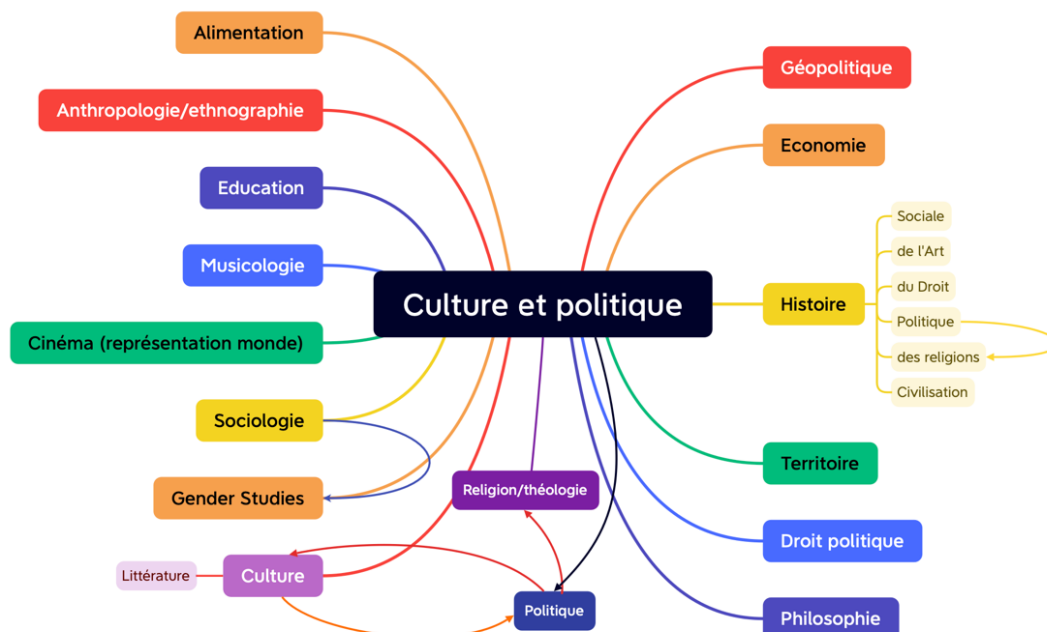 Alimentation
Anthropologie/ethnographie
Education
Musicologie
Cinéma (représentation monde)
Sociologie
Gender Studies
Littérature
Culture
Culture et politique
Religion/théologie
Politique
Géopolitique
Economie
Histoire
Sociale
de l'Art
du Droit
Politique
des religions
Civilisation
Territoire
Droit politique
Philosophie